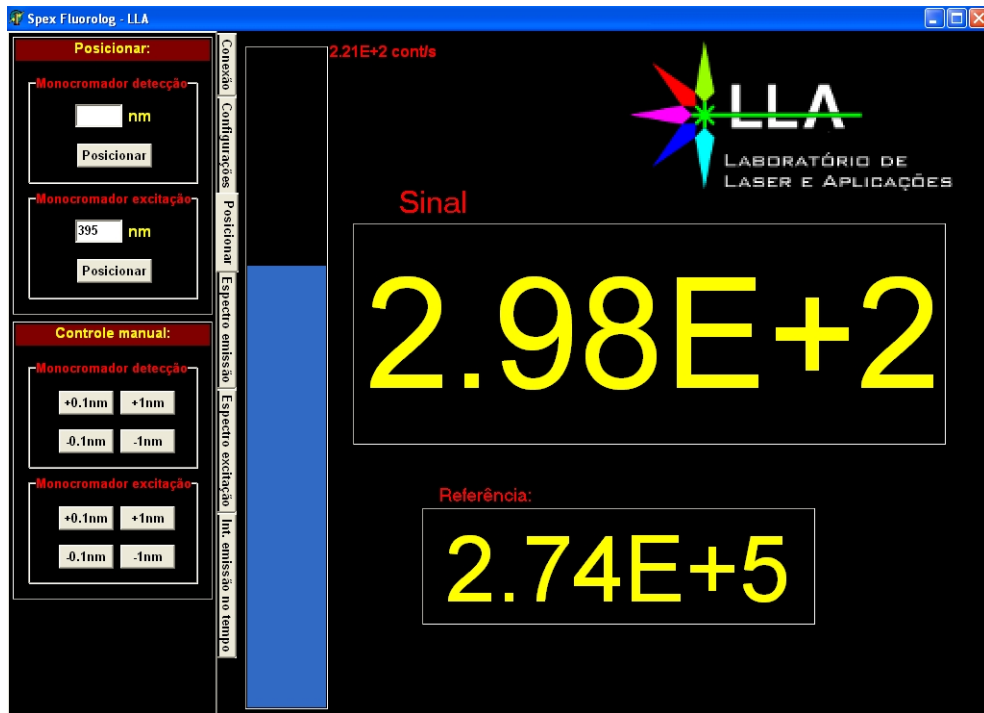 Spex Fluorolog - LLA
Posicionar:
Monocromador detecção
nm
Posicionar
Monocromador excitação
395 nm
Posicionar
Controle manual:
Monocromador detecção
+0.1nm +1nm
-0.1nm -1nm
Monocromador excitação
+0.1nm +1nm
-0.1nm -1nm
Conexão
Configurações
Posicionar
Espectro emissão
Espectro excitação
Int. emissão no tempo
2.21E+2 cont/s
LLA
LABORATÓRIO DE
LASER E APLICAÇÕES
Sinal
2.98E+2
Referência:
2.74E+5